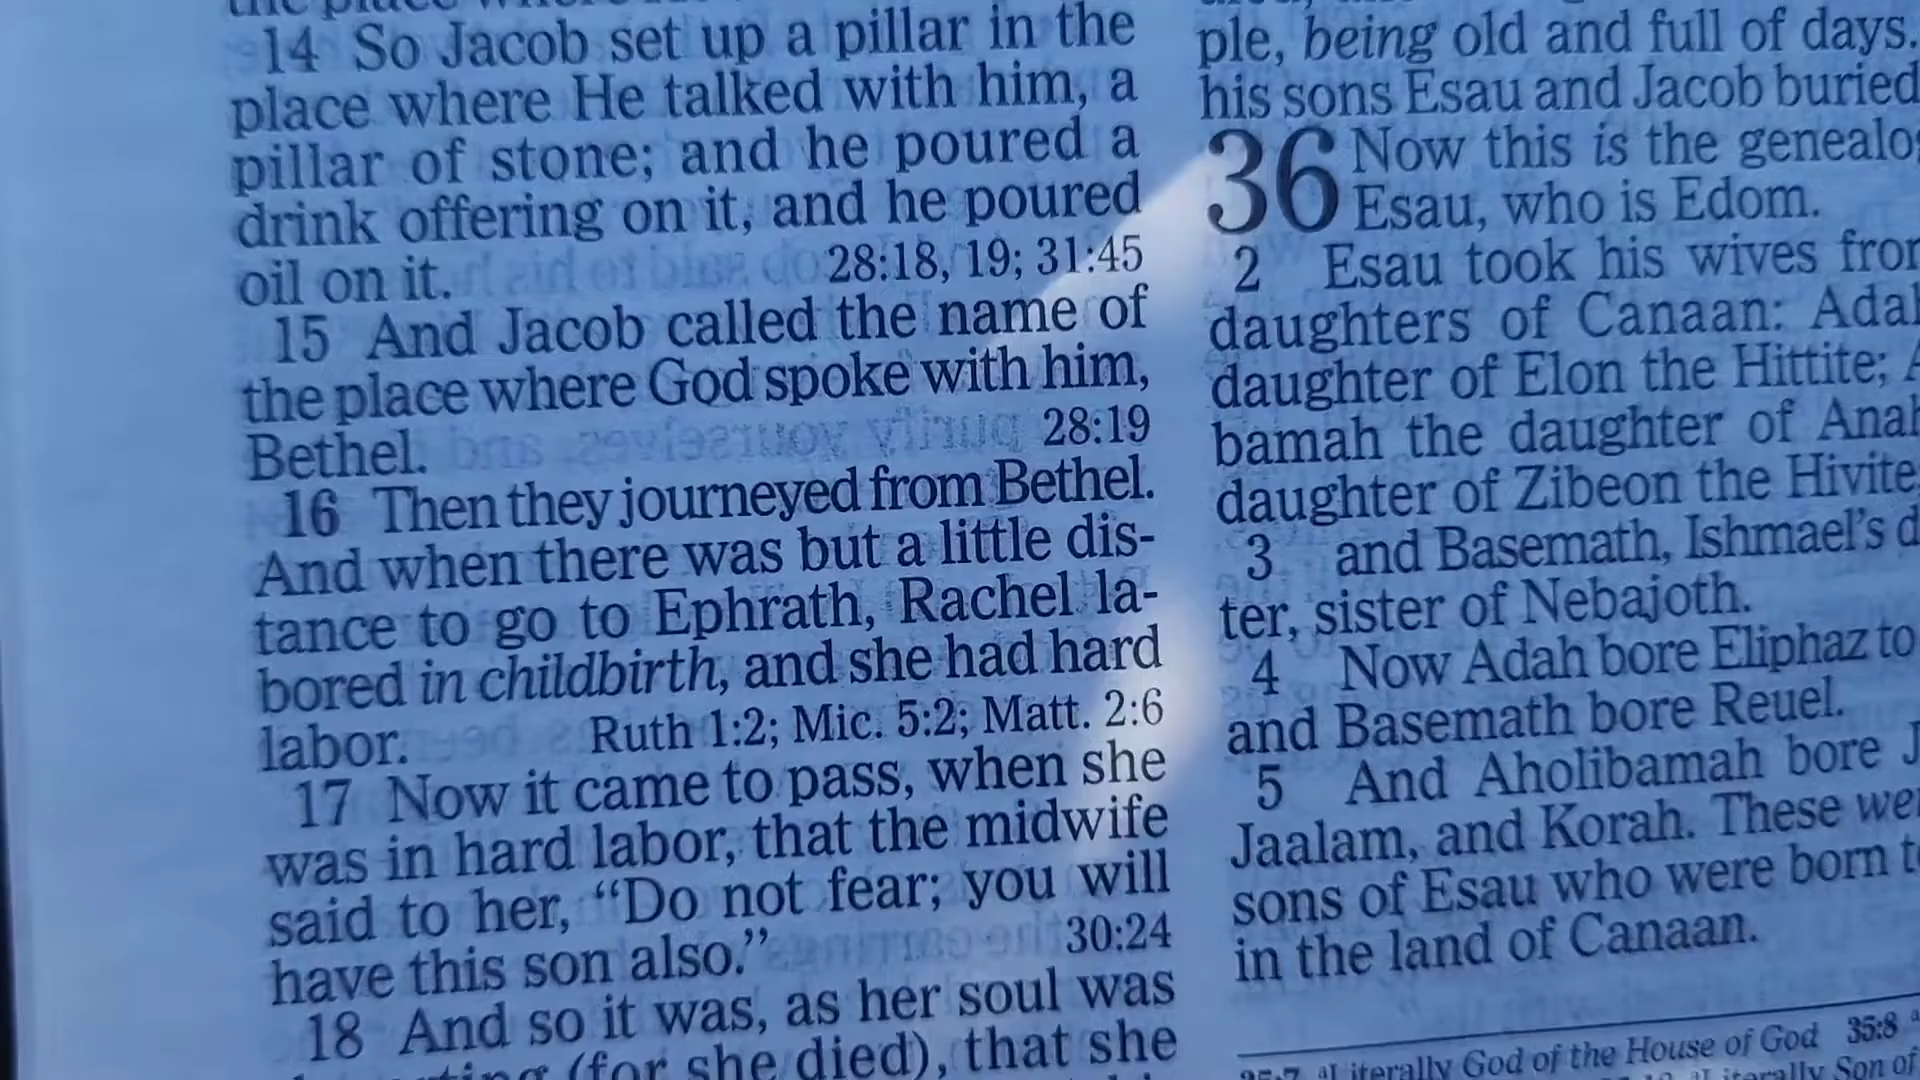 14 So Jacob set up a pillar in the
place where He talked with him, a
pillar of stone; and he poured a
drink offering on it, and he poured
oil on it. 28:18, 19; 31:45
15 And Jacob called the name of
the place where God spoke with him,
Bethel. 28:19
16 Then they journeyed from Bethel.
And when there was but a little dis-
tance to go to Ephrath, Rachel la-
bored in childbirth, and she had hard
labor. Ruth 1:2; Mic. 5:2; Matt. 2:6
17 Now it came to pass, when she
was in hard labor, that the midwife
said to her, “Do not fear; you will
have this son also.” 30:24
18 And so it was, as her soul was
(for she died), that she
ple, being old and full of days.
his sons Esau and Jacob buried
36 Now this is the genealo
Esau, who is Edom.
2 Esau took his wives from
daughters of Canaan: Adah
daughter of Elon the Hittite; A
bamah the daughter of Anah
daughter of Zibeon the Hivite
3 and Basemath, Ishmael’s d
ter, sister of Nebajoth.
4 Now Adah bore Eliphaz to
and Basemath bore Reuel.
5 And Aholibamah bore J
Jaalam, and Korah. These wer
sons of Esau who were born t
in the land of Canaan.
35:7 aLiterally God of the House of God 35:8 a
aLiterally Son of